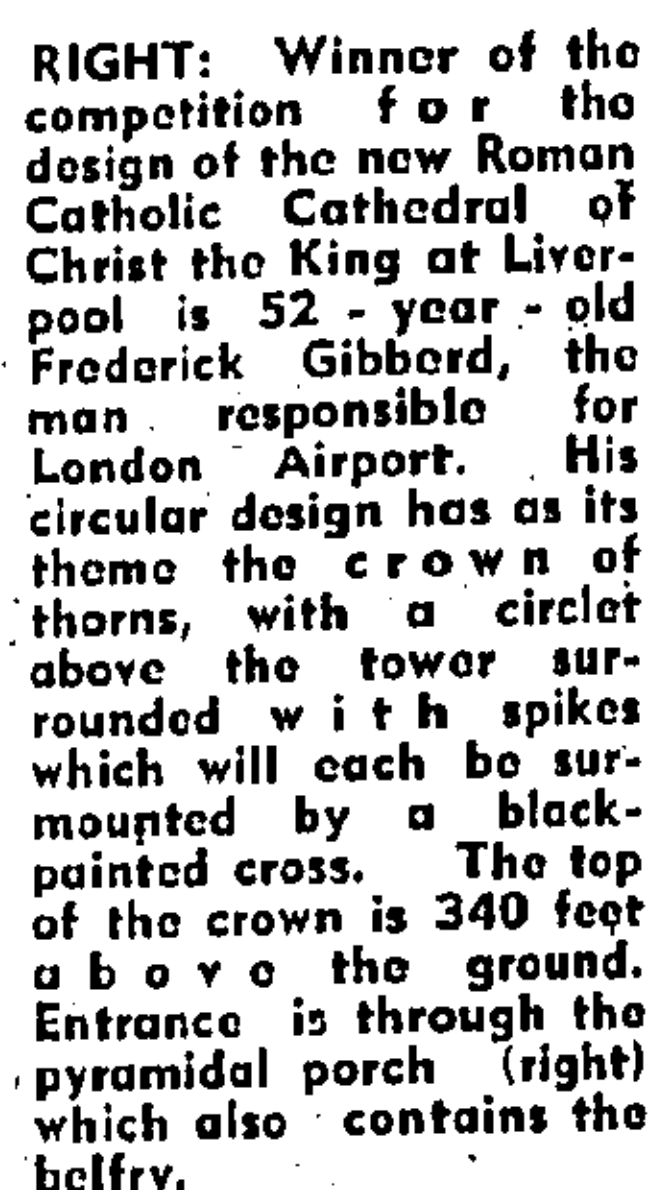 RIGHT: Winner of the
competition for the
design of the new Roman
Catholic Cathedral of
Christ the King at Liver-
pool is 52 - year - old
Frederick Gibberd, the
man responsible for
London Airport. His
circular design has as its
theme the crown of
thorns, with a circlet
above the tower sur-
rounded with spikes
which will each be sur-
mounted by a black-
painted cross. The top
of the crown is 340 feet
above the ground.
Entrance is through the
pyramidal porch (right)
which also contains the
belfry.